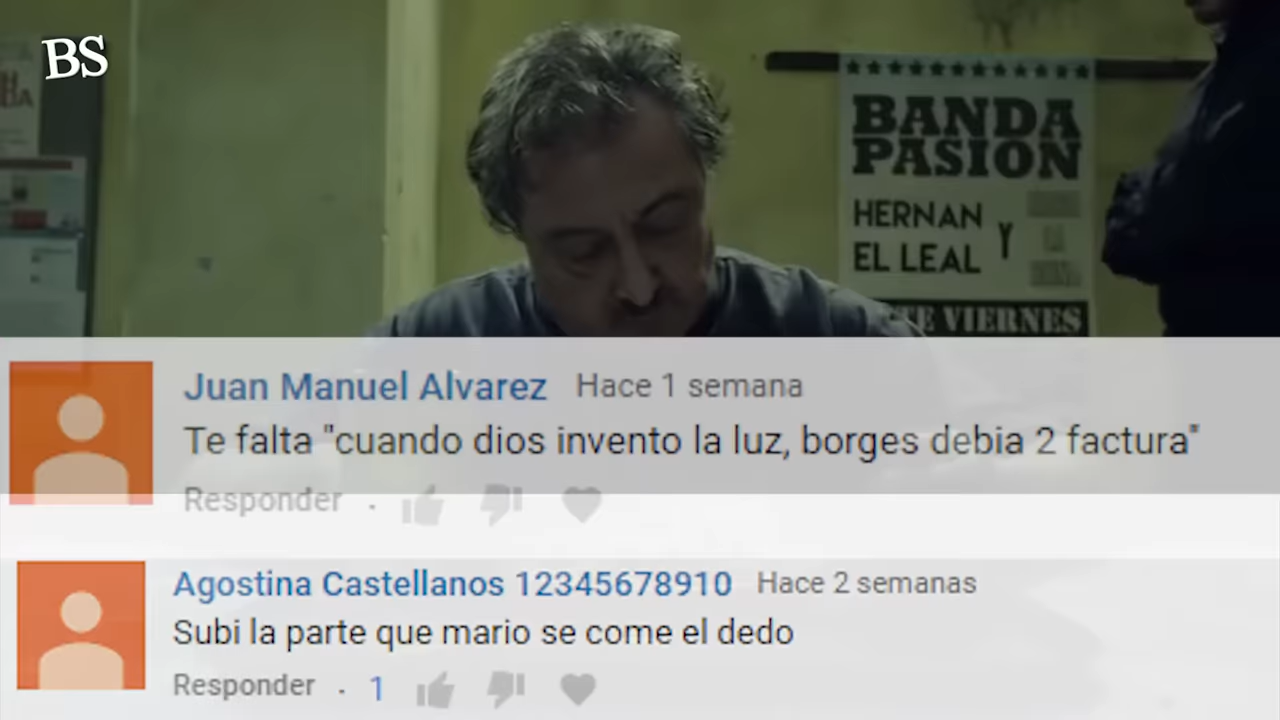 BS
BANDA
PASION
HERNAN
Y
EL LEAL
TE VIERNES
Juan Manuel Alvarez Hace 1 semana
Te falta "cuando dios invento la luz, borges debia 2 factura"
Responder .
Agostina Castellanos 12345678910 Hace 2 semanas
Subi la parte que mario se come el dedo
Responder . 1